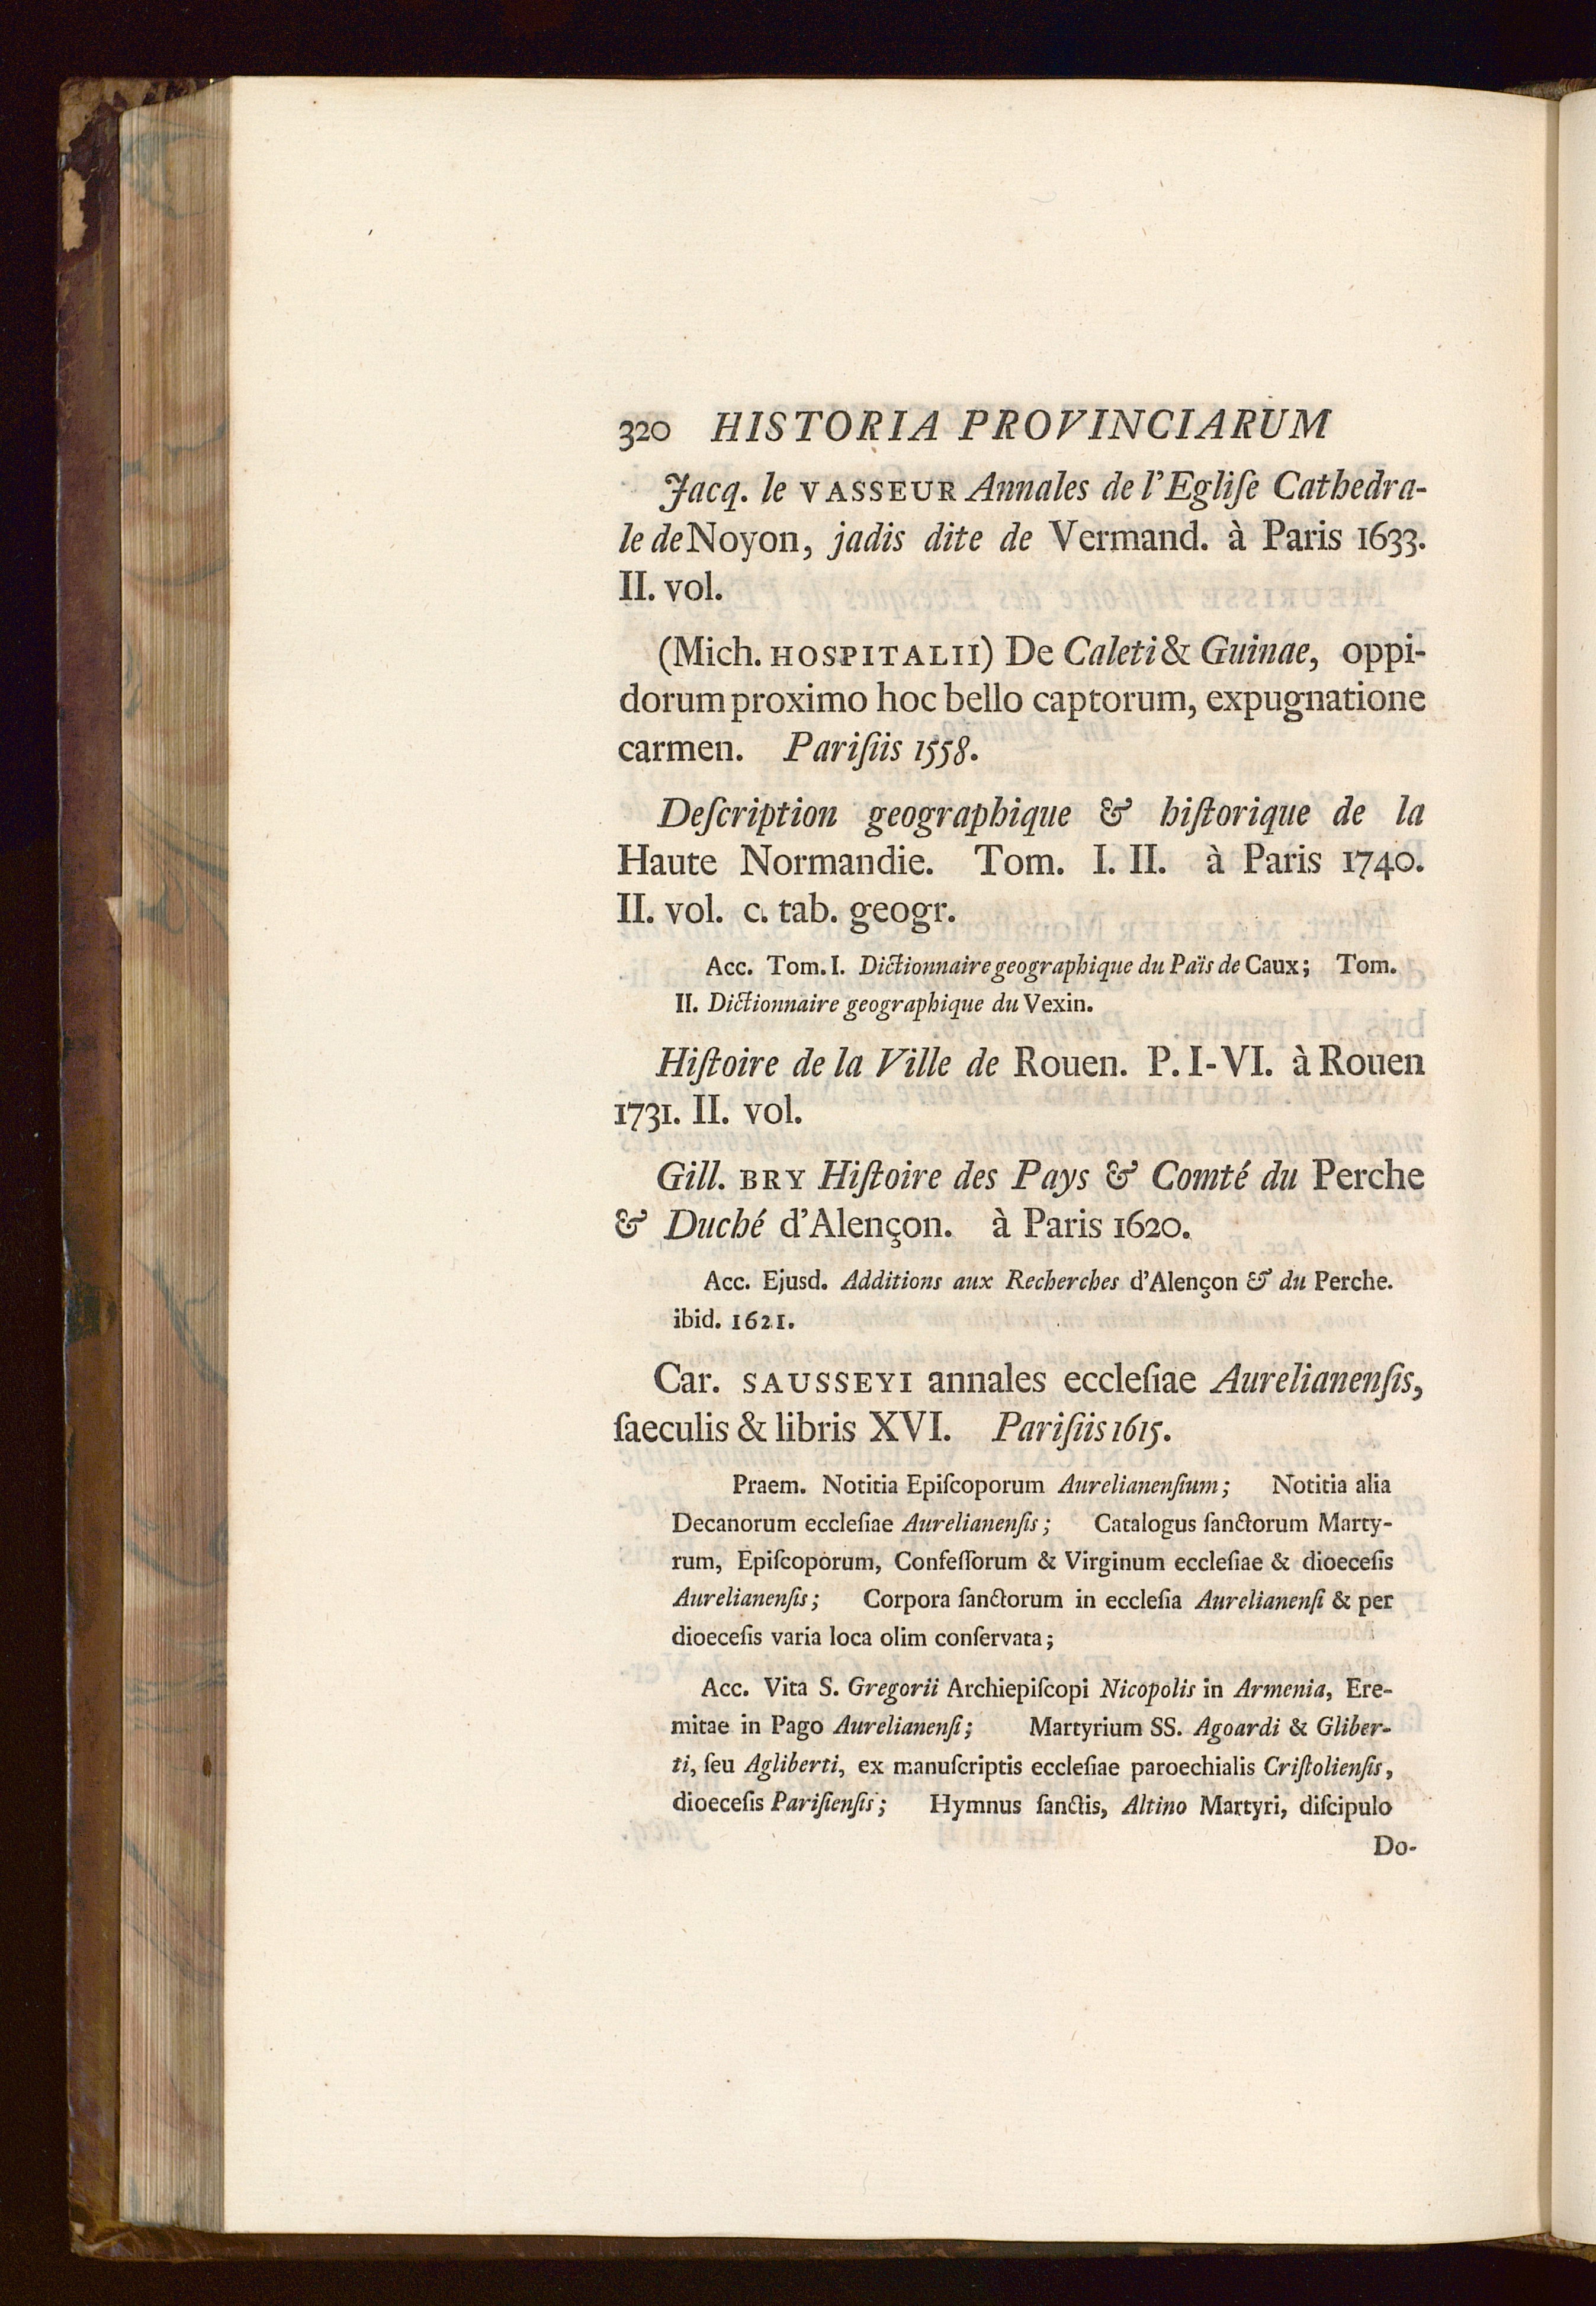 320 HISTORIA PROVINCIARUM
Jacq. le VASSEUR Annales de l'Egliſe Cathedra-
le de Noyon, jadis dite de Vermand. à Paris 1633.
II. vol.
(Mich. HOSPITALII) De Caleti & Guinae, oppi-
dorum proximo hoc bello captorum, expugnatione
carmen. Pariſiis 1558.
Deſcription geographique & hiſtorique de la
Haute Normandie. Tom. I. II. à Paris 1740.
II. vol. c. tab. geogr.
Acc. Tom. I. Dictionnaire geographique du Païs de Caux; Tom.
II. Dictionnaire geographique du Vexin.
Hiſtoire de la Ville de Rouen. P. I-VI. à Rouen
1731. II. vol.
Gill. BRY Hiſtoire des Pays & Comté du Perche
& Duché d'Alençon. à Paris 1620.
Acc. Ejusd. Additions aux Recherches d'Alençon & du Perche.
ibid. 1621.
Car. SAUSSEYI annales eccleſiae Aurelianenſis,
ſaeculis & libris XVI. Pariſiis 1615.
Praem. Notitia Epiſcoporum Aurelianenſium; Notitia alia
Decanorum eccleſiae Aurelianenſis; Catalogus ſanctorum Marty-
rum, Epiſcoporum, Confeſſorum & Virginum eccleſiae & dioeceſis
Aurelianenſis; Corpora ſanctorum in eccleſia Aurelianenſi & per
dioeceſis varia loca olim conſervata;
Acc. Vita S. Gregorii Archiepiſcopi Nicopolis in Armenia, Ere-
mitae in Pago Aurelianenſi; Martyrium SS. Agoardi & Gliber-
ti, ſeu Agliberti, ex manuſcriptis eccleſiae paroechialis Criſtolienſis,
dioeceſis Pariſienſis; Hymnus ſanctis, Altino Martyri, diſcipulo
Do-